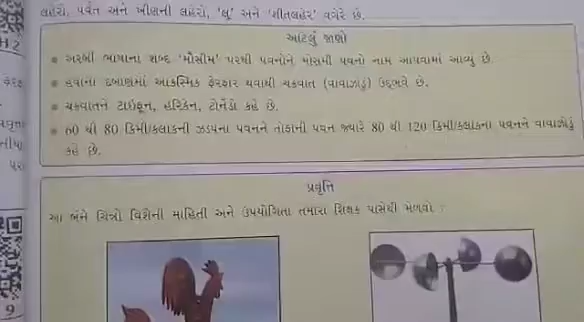 લહેરો, પર્વત અને ખીણની લહેરો, 'લૂ' અને 'શીતલહેર' વગેરે છે.
આટલું જાણો
• અરબી ભાષાના શબ્દ 'મૌસીમ' પરથી પવનોને મોસમી પવનો નામ આપવામાં આવ્યું છે.
• હવાના દબાણમાં આકસ્મિક ફેરફાર થવાથી ચક્રવાત (વાવાઝોડું) ઉદ્ભવે છે.
• ચક્રવાતને ટાઇફૂન, હરિકેન, ટોર્નેડો કહે છે.
• 60 થી 80 કિમી/કલાકની ઝડપના પવનને તોફાની પવન જ્યારે 80 થી 120 કિમી/કલાકના પવનને વાવાઝોડું
કહે છે.
પ્રવૃત્તિ
આ બંને ચિત્રો વિશેની માહિતી અને ઉપયોગિતા તમારા શિક્ષક પાસેથી મેળવો :
9